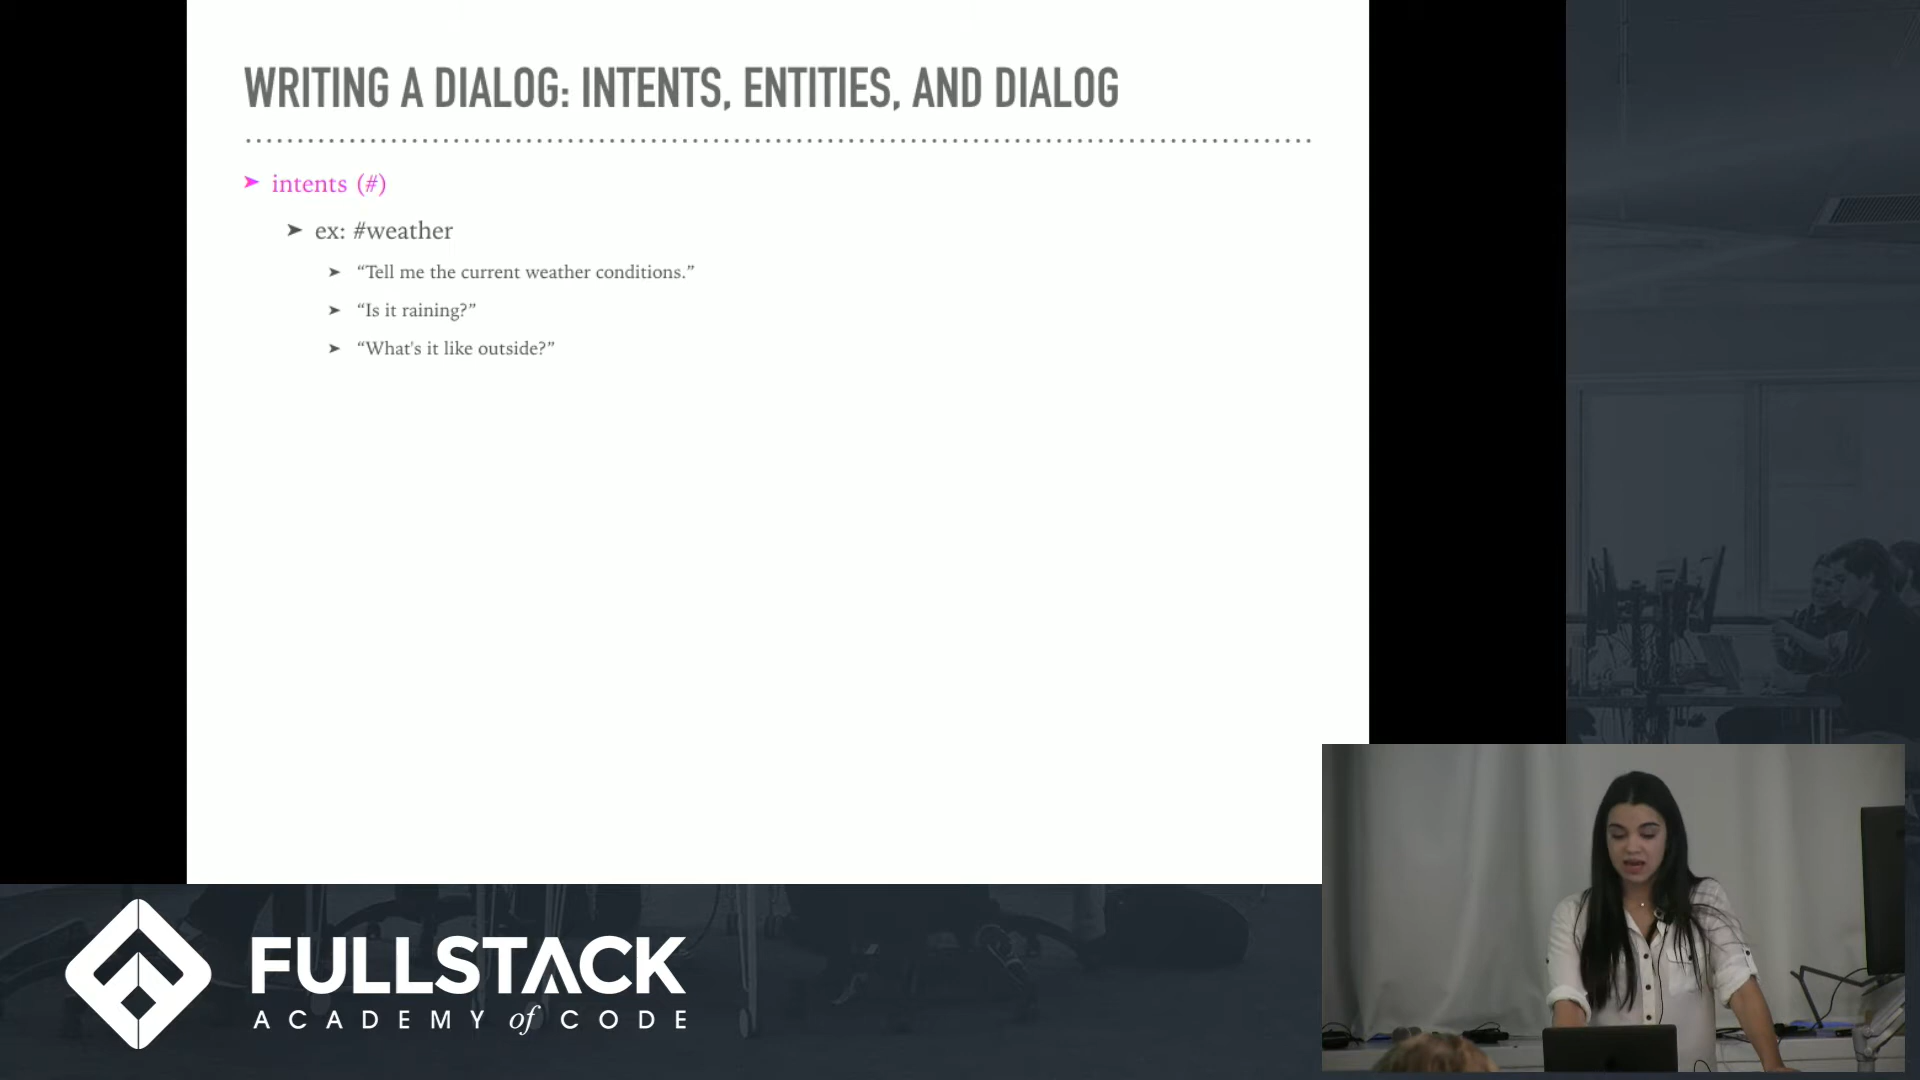 WRITING A DIALOG: INTENTS, ENTITIES, AND DIALOG
➤ intents (#)
➤ ex: #weather
➤ “Tell me the current weather conditions.”
➤ “Is it raining?”
➤ “What's it like outside?”
FULLSTACK
ACADEMY of CODE